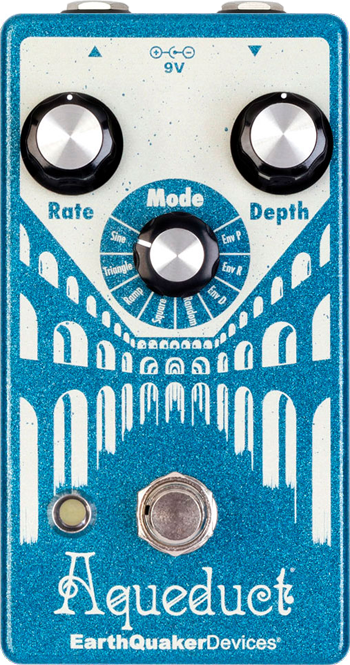 9V
Rate
Mode
Depth
Sine
Triangle
Ramp
Square
Random
Env D
Env R
Env P
Aqueduct®
EarthQuakerDevices®